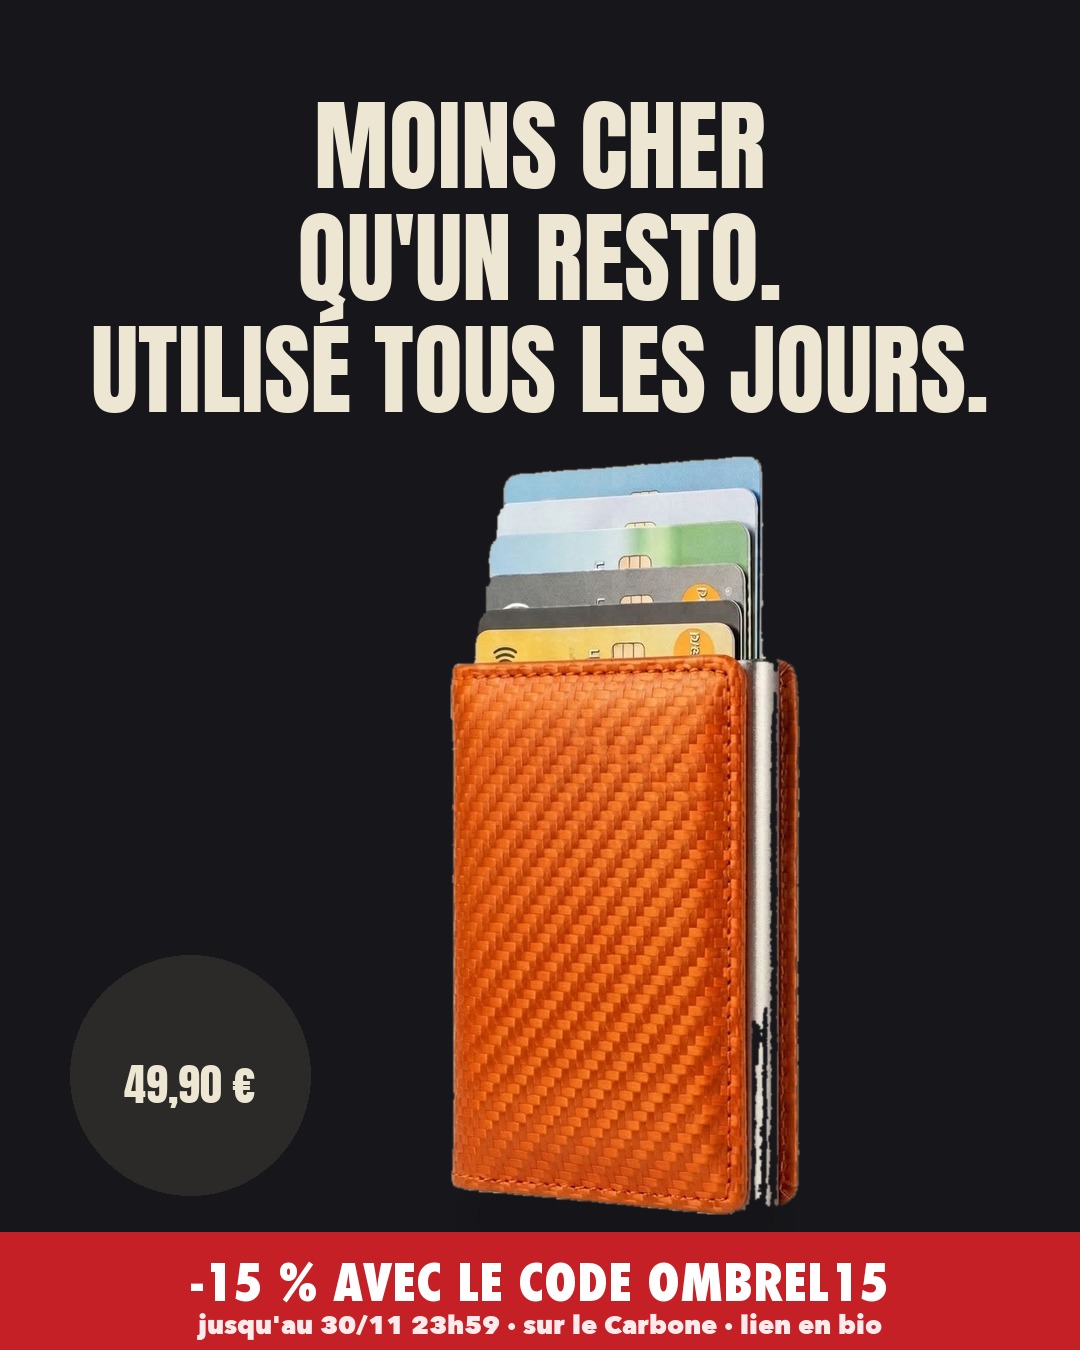 MOINS CHER
QU'UN RESTO.
UTILISÉ TOUS LES JOURS.
49,90 €
-15 % AVEC LE CODE OMBREL15
jusqu'au 30/11 23h59 • sur le Carbone • lien en bio